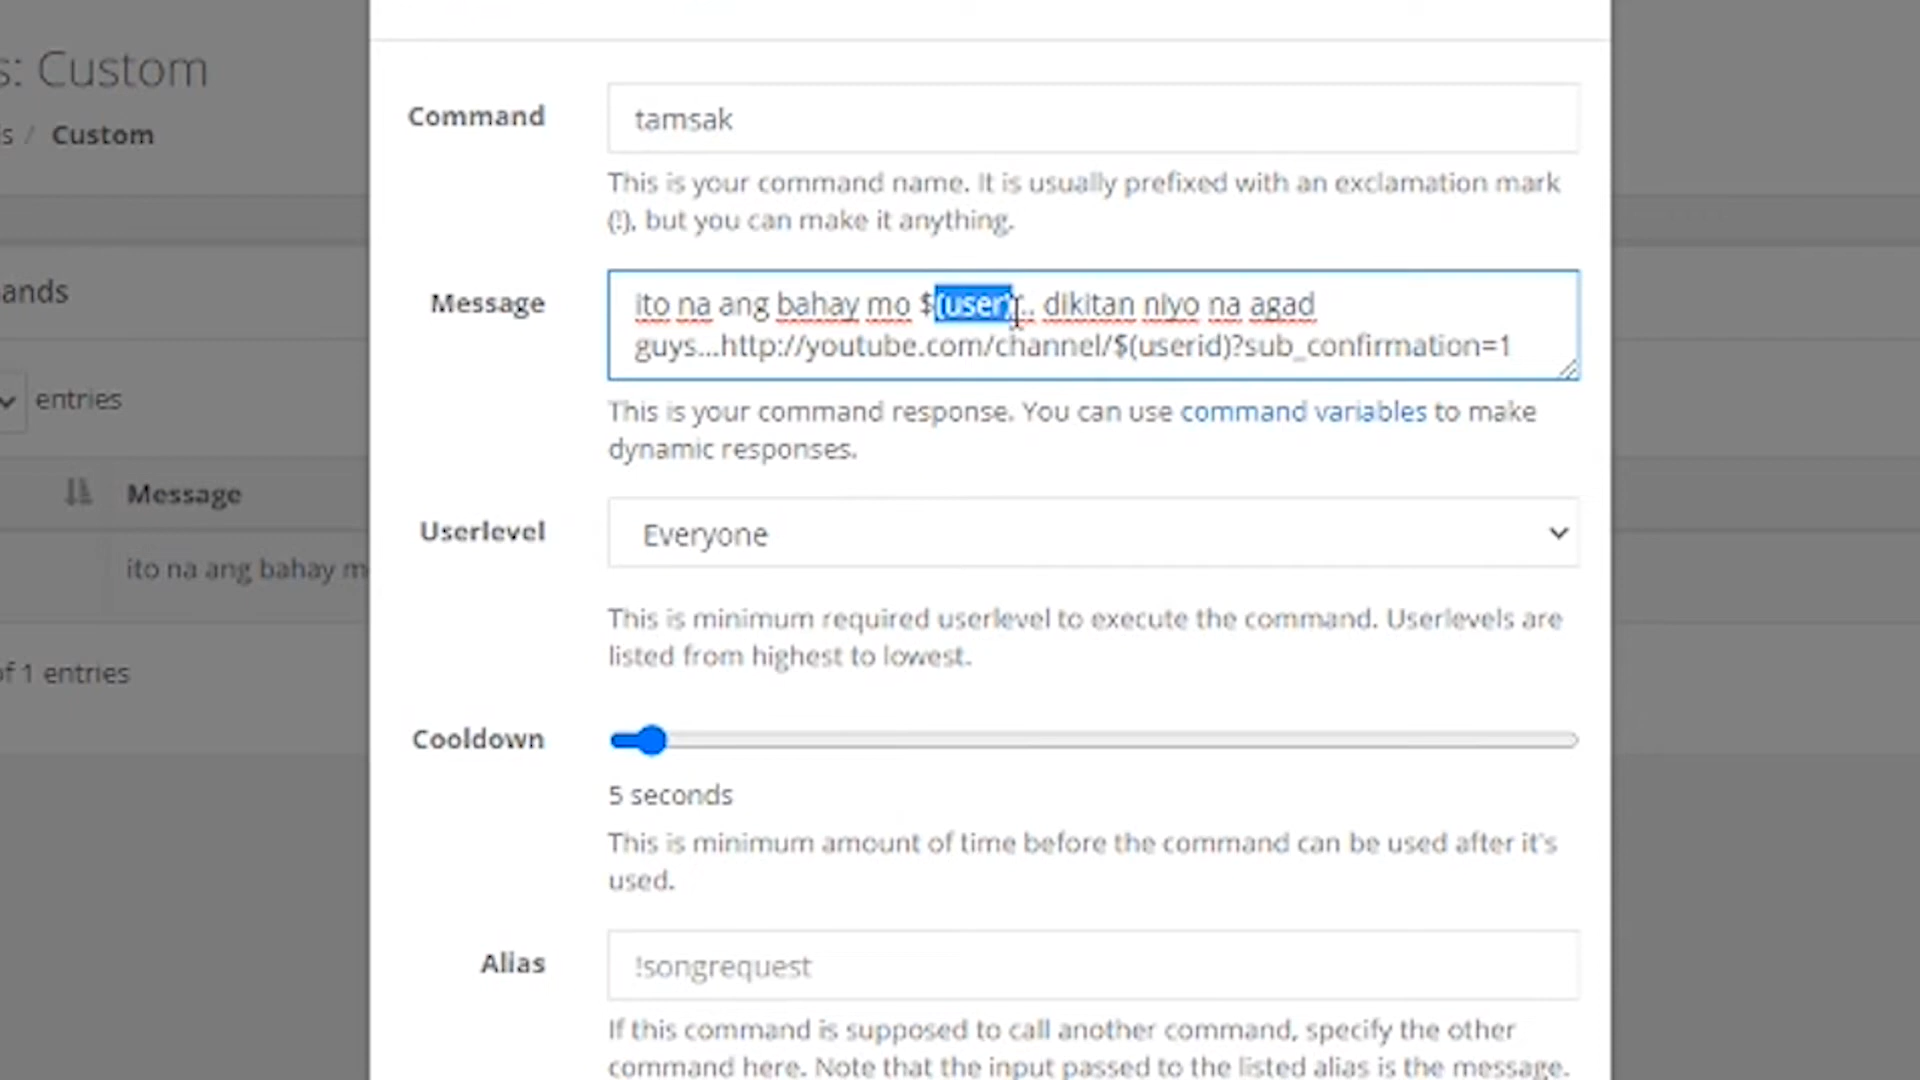 s: Custom
s / Custom
ands
entries
Message
ito na ang bahay m
of 1 entries
Command
tamsak
This is your command name. It is usually prefixed with an exclamation mark
(!), but you can make it anything.
Message
ito na ang bahay mo $(user)... dikitan niyo na agad
guys...http://youtube.com/channel/$(userid)?sub_confirmation=1
This is your command response. You can use command variables to make
dynamic responses.
Userlevel
Everyone
This is minimum required userlevel to execute the command. Userlevels are
listed from highest to lowest.
Cooldown
5 seconds
This is minimum amount of time before the command can be used after it's
used.
Alias
!songrequest
If this command is supposed to call another command, specify the other
command here. Note that the input passed to the listed alias is the message.